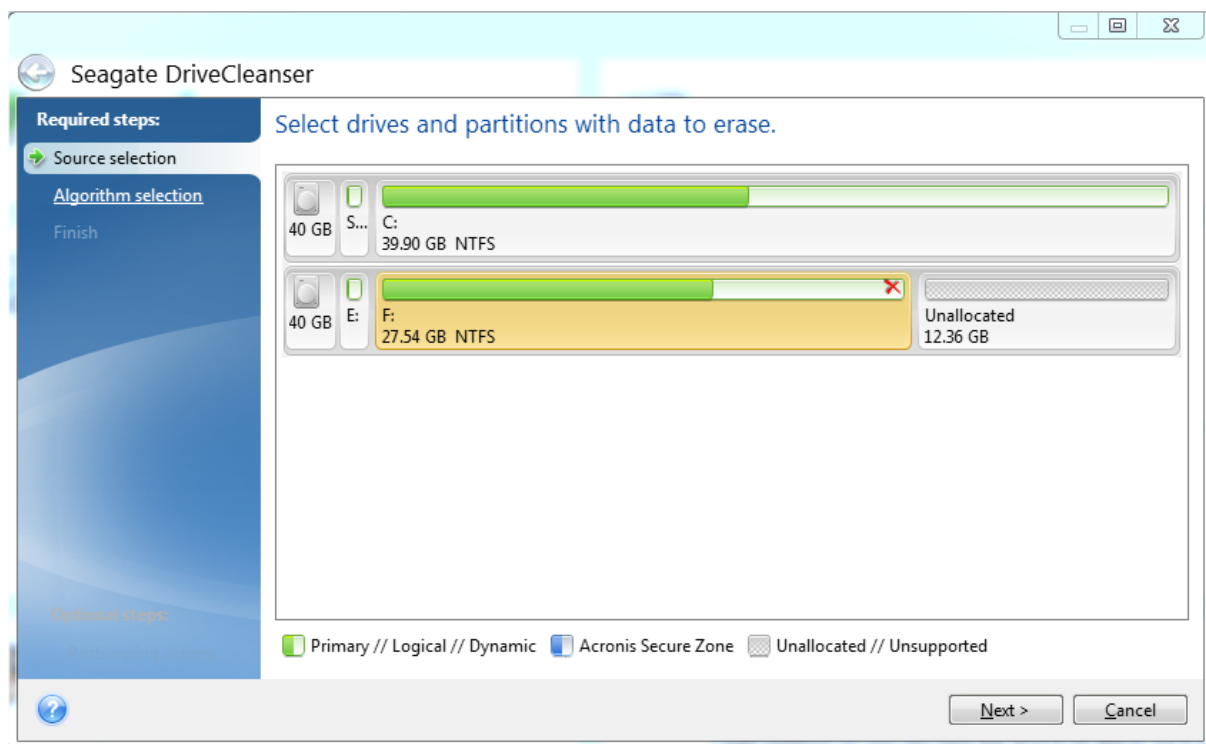 Seagate DriveCleanser
Required steps:
Source selection
Algorithm selection
Finish
Optional steps:
Select drives and partitions with data to erase.
40 GB
S...
C:
39.90 GB NTFS
40 GB
E:
F:
27.54 GB NTFS
Unallocated
12.36 GB
Primary // Logical // Dynamic
Acronis Secure Zone
Unallocated // Unsupported
?
Next >
Cancel